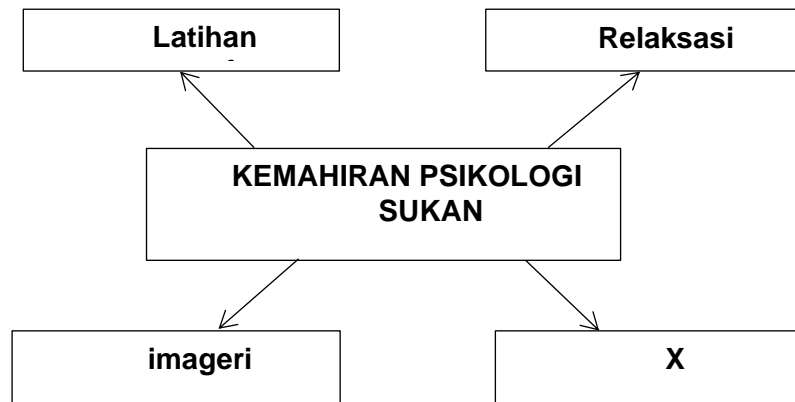 Latihan
Relaksasi
KEMAHIRAN PSIKOLOGI
SUKAN
imageri
X